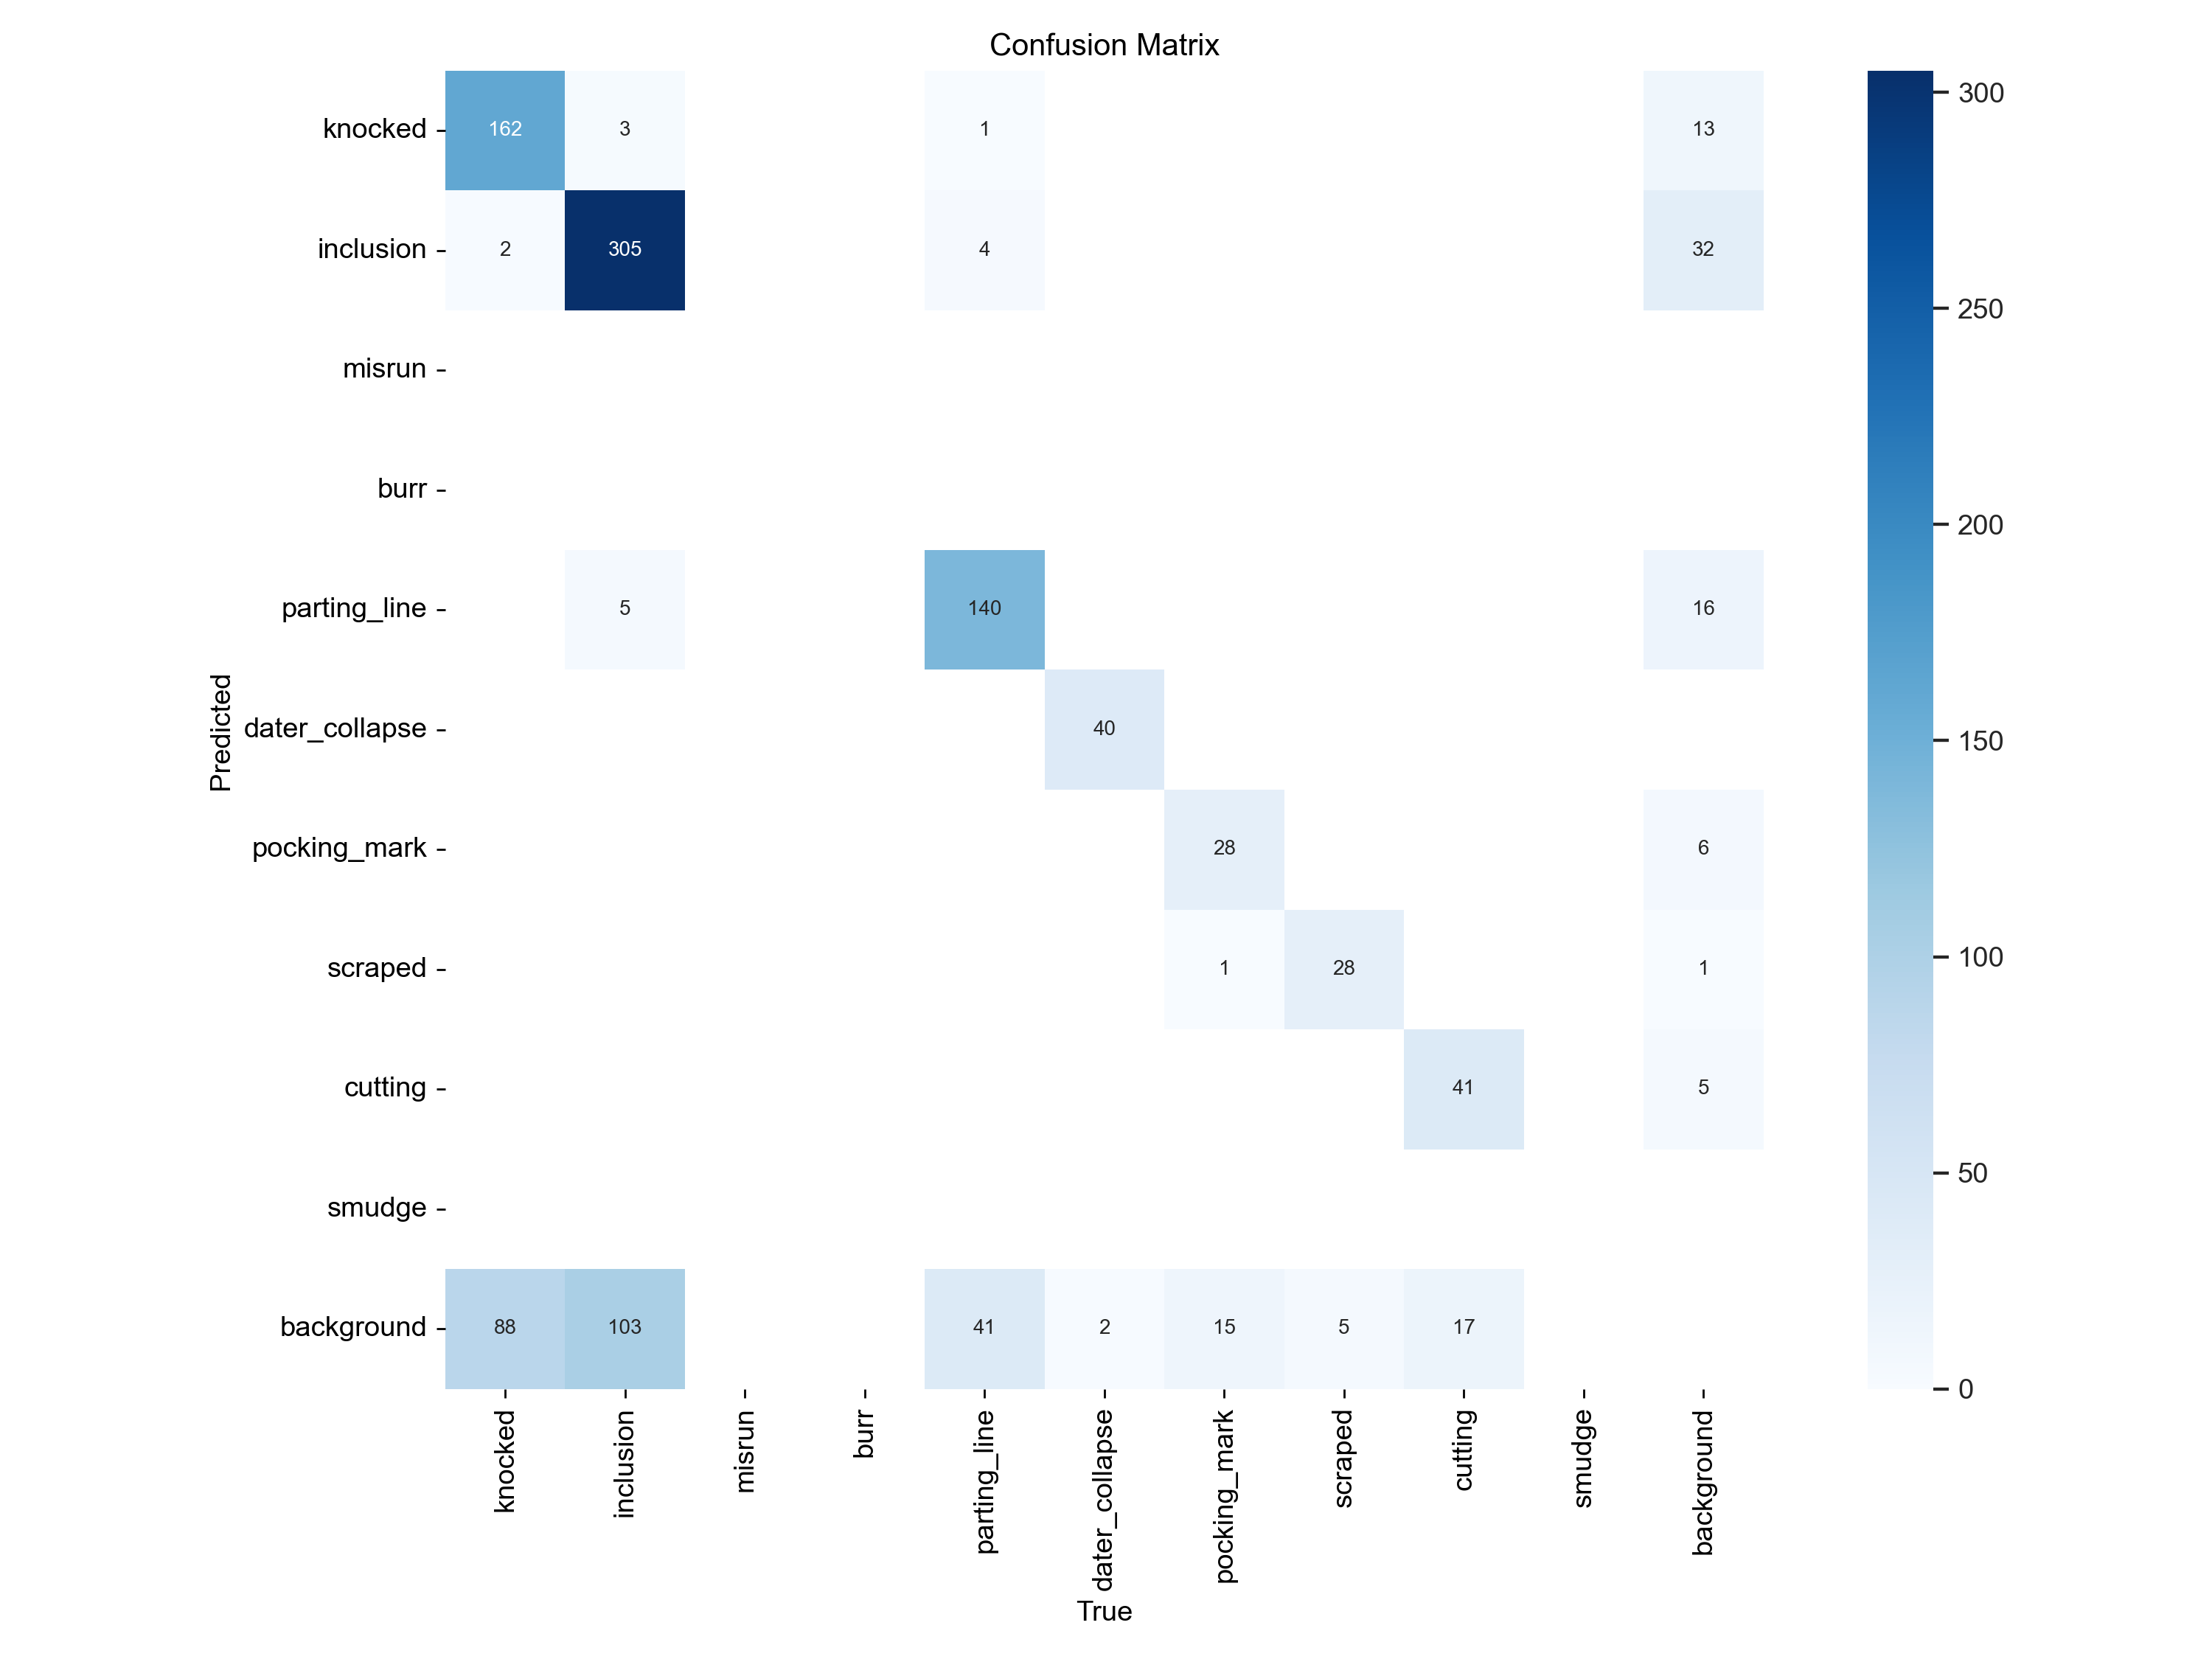 Confusion Matrix
knocked 162 3 1 13
inclusion 2 305 4 32
misrun
burr
parting_line 5 140 16
dater_collapse 40
pocking_mark 28 6
scraped 1 28 1
cutting 41 5
smudge
background 88 103 41 2 15 5 17
Predicted
knocked inclusion misrun burr parting_line dater_collapse pocking_mark scraped cutting smudge background
True
300
250
200
150
100
50
0